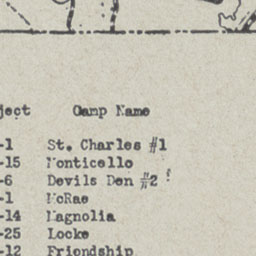 ject Camp Name
-1 St. Charles #1
-15 Monticello
-6 Devils Den #2
-1 McRae
-14 Magnolia
-25 Locke
-12 Friendship